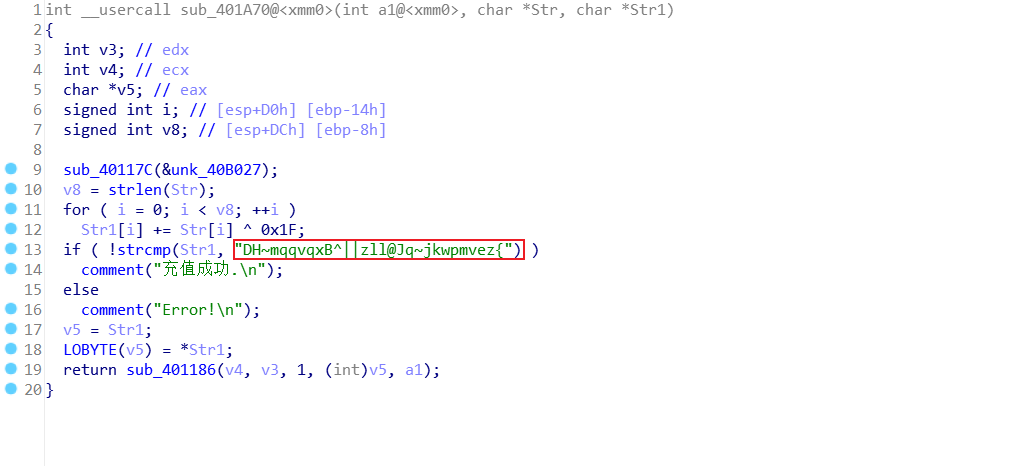 1 int __usercall sub_401A70@<xmm0>(int a1@<xmm0>, char *Str, char *Str1)
2 {
3 int v3; // edx
4 int v4; // ecx
5 char *v5; // eax
6 signed int i; // [esp+D0h] [ebp-14h]
7 signed int v8; // [esp+DCh] [ebp-8h]
8
9 sub_40117C(&unk_40B027);
10 v8 = strlen(Str);
11 for ( i = 0; i < v8; ++i )
12 Str1[i] += Str[i] ^ 0x1F;
13 if ( !strcmp(Str1, "DH~mqqvqxB^||zll@Jq~jkwpmvez{") )
14 comment("充值成功.\n");
15 else
16 comment("Error!\n");
17 v5 = Str1;
18 LOBYTE(v5) = *Str1;
19 return sub_401186(v4, v3, 1, (int)v5, a1);
20 }